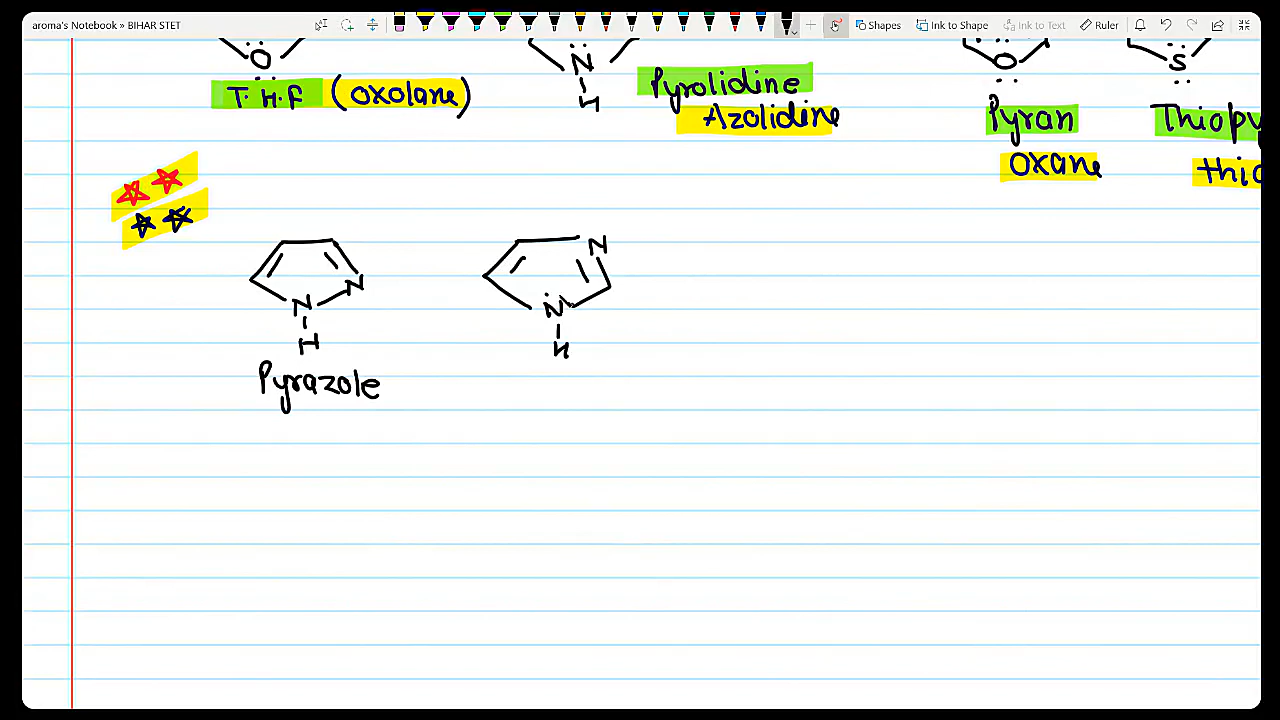 aroma's Notebook » BIHAR STET
Shapes Ink to Shape Ink to Text Ruler
O N O S
H
T.H.F (Oxolane) Pyrolidine Pyran
Azolidine Oxane
N
N N
N H
H
Pyrazole